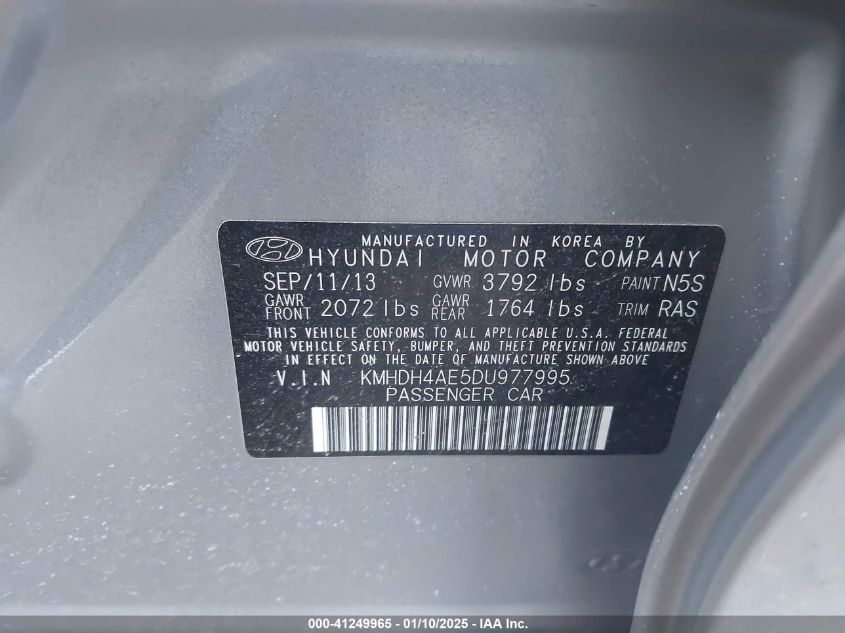 MANUFACTURED IN KOREA BY
HYUNDAI MOTOR COMPANY
SEP/11/13 GVWR 3792 lbs PAINT N5S
GAWR FRONT 2072 lbs GAWR REAR 1764 lbs TRIM RAS
THIS VEHICLE CONFORMS TO ALL APPLICABLE U.S.A. FEDERAL
MOTOR VEHICLE SAFETY, BUMPER, AND THEFT PREVENTION STANDARDS
IN EFFECT ON THE DATE OF MANUFACTURE SHOWN ABOVE
V.I.N KMHDH4AE5DU977995
PASSENGER CAR
000-41249965 - 01/10/2025 - IAA Inc.